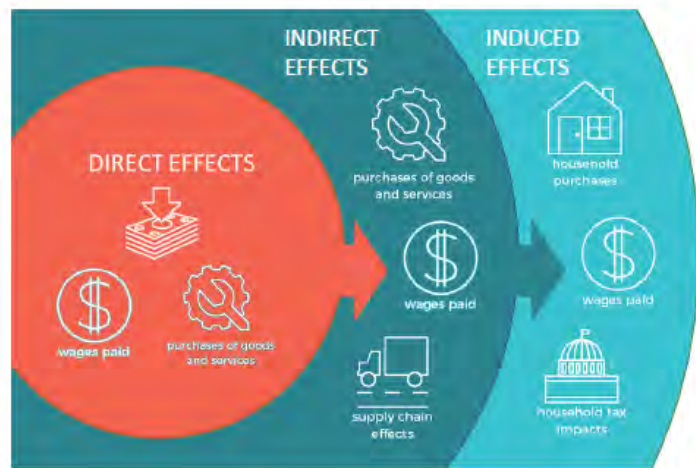 DIRECT EFFECTS
wages paid
purchases of goods
and services
INDIRECT
EFFECTS
purchases of goods
and services
wages paid
supply chain
effects
INDUCED
EFFECTS
household
purchases
wages paid
household tax
impacts